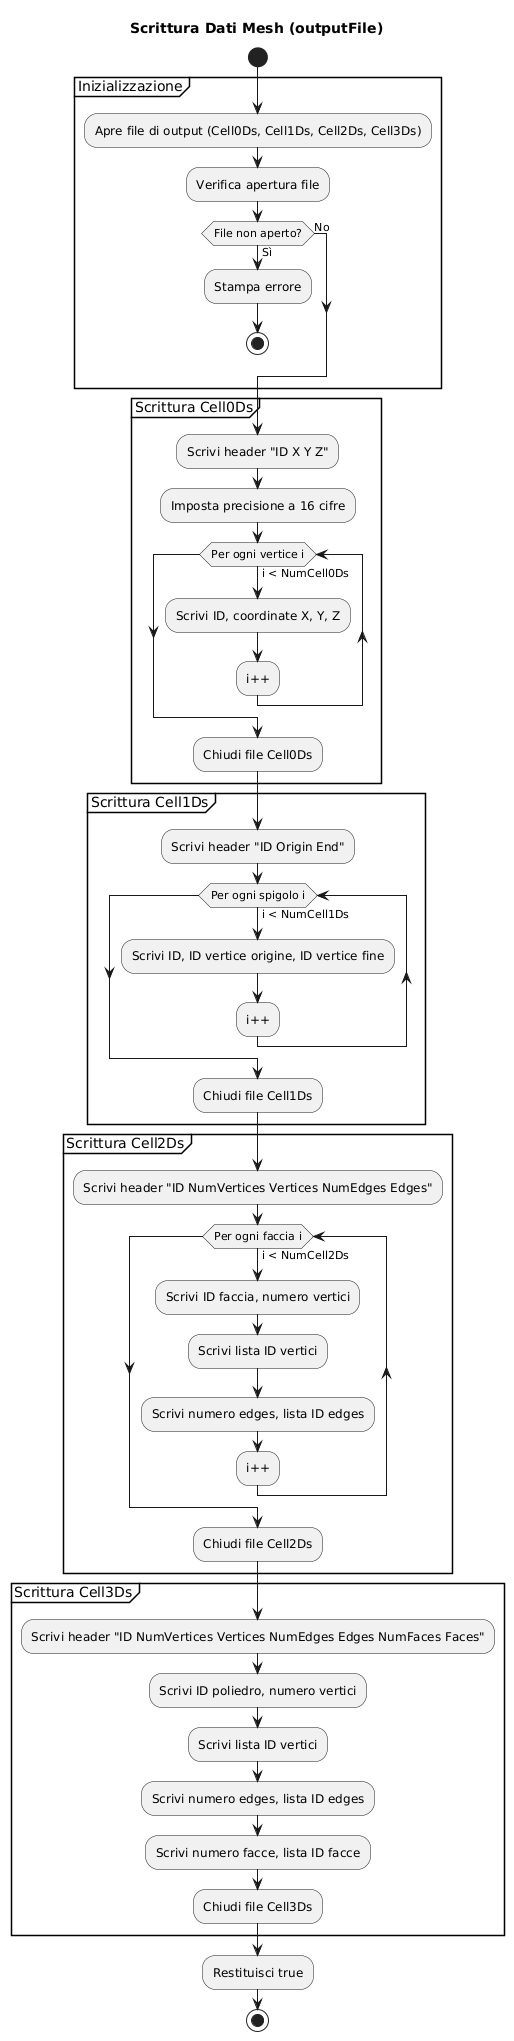 Scrittura Dati Mesh (outputFile)
Inizializzazione
Apre file di output (Cell0Ds, Cell1Ds, Cell2Ds, Cell3Ds)
Verifica apertura file
File non aperto?
No
Sì
Stampa errore
Scrittura Cell0Ds
Scrivi header "ID X Y Z"
Imposta precisione a 16 cifre
Per ogni vertice i
i < NumCell0Ds
Scrivi ID, coordinate X, Y, Z
i++
Chiudi file Cell0Ds
Scrittura Cell1Ds
Scrivi header "ID Origin End"
Per ogni spigolo i
i < NumCell1Ds
Scrivi ID, ID vertice origine, ID vertice fine
i++
Chiudi file Cell1Ds
Scrittura Cell2Ds
Scrivi header "ID NumVertices Vertices NumEdges Edges"
Per ogni faccia i
i < NumCell2Ds
Scrivi ID faccia, numero vertici
Scrivi lista ID vertici
Scrivi numero edges, lista ID edges
i++
Chiudi file Cell2Ds
Scrittura Cell3Ds
Scrivi header "ID NumVertices Vertices NumEdges Edges NumFaces Faces"
Scrivi ID poliedro, numero vertici
Scrivi lista ID vertici
Scrivi numero edges, lista ID edges
Scrivi numero facce, lista ID facce
Chiudi file Cell3Ds
Restituisci true